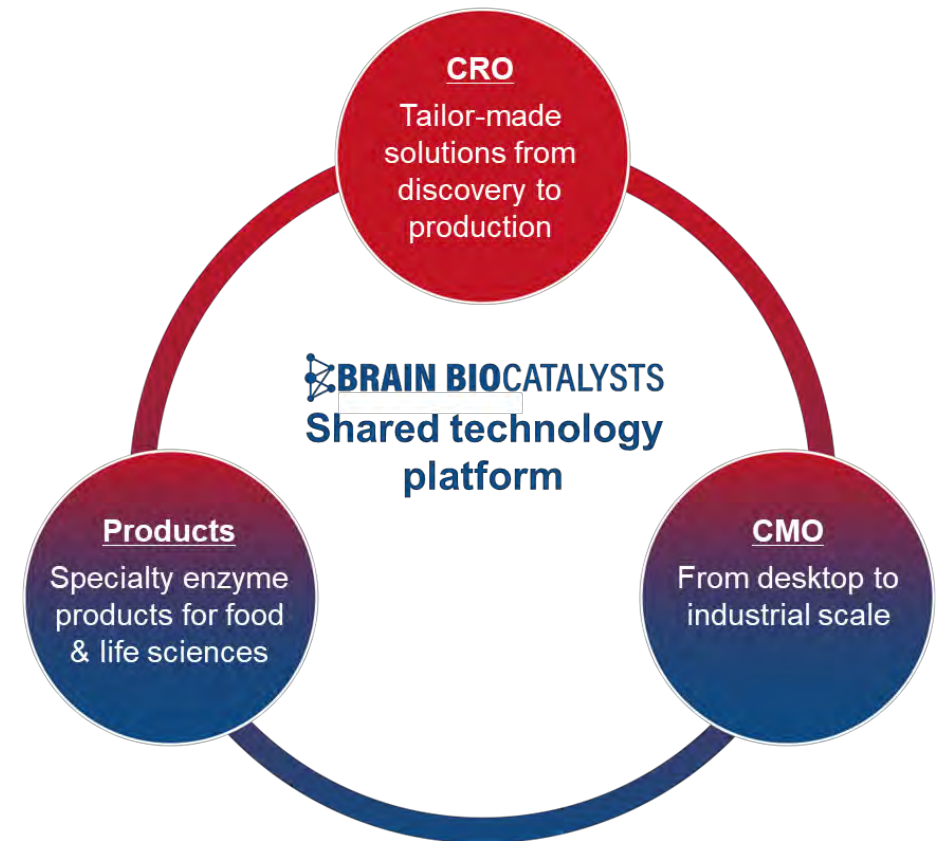 CRO
Tailor-made
solutions from
discovery to
production
BRAIN BIOCATALYSTS
Shared technology
platform
Products
Specialty enzyme
products for food
& life sciences
CMO
From desktop to
industrial scale